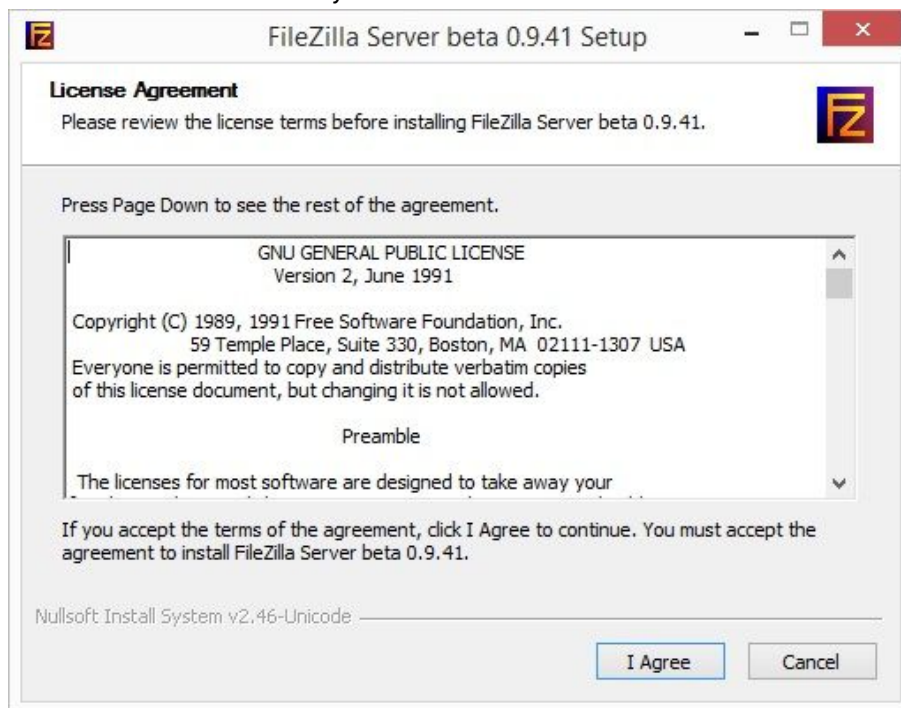 FileZilla Server beta 0.9.41 Setup
License Agreement
Please review the license terms before installing FileZilla Server beta 0.9.41.
FZ
Press Page Down to see the rest of the agreement.
GNU GENERAL PUBLIC LICENSE
Version 2, June 1991
Copyright (C) 1989, 1991 Free Software Foundation, Inc.
59 Temple Place, Suite 330, Boston, MA 02111-1307 USA
Everyone is permitted to copy and distribute verbatim copies
of this license document, but changing it is not allowed.
Preamble
The licenses for most software are designed to take away your
If you accept the terms of the agreement, click I Agree to continue. You must accept the
agreement to install FileZilla Server beta 0.9.41.
Nullsoft Install System v2.46-Unicode
I Agree
Cancel